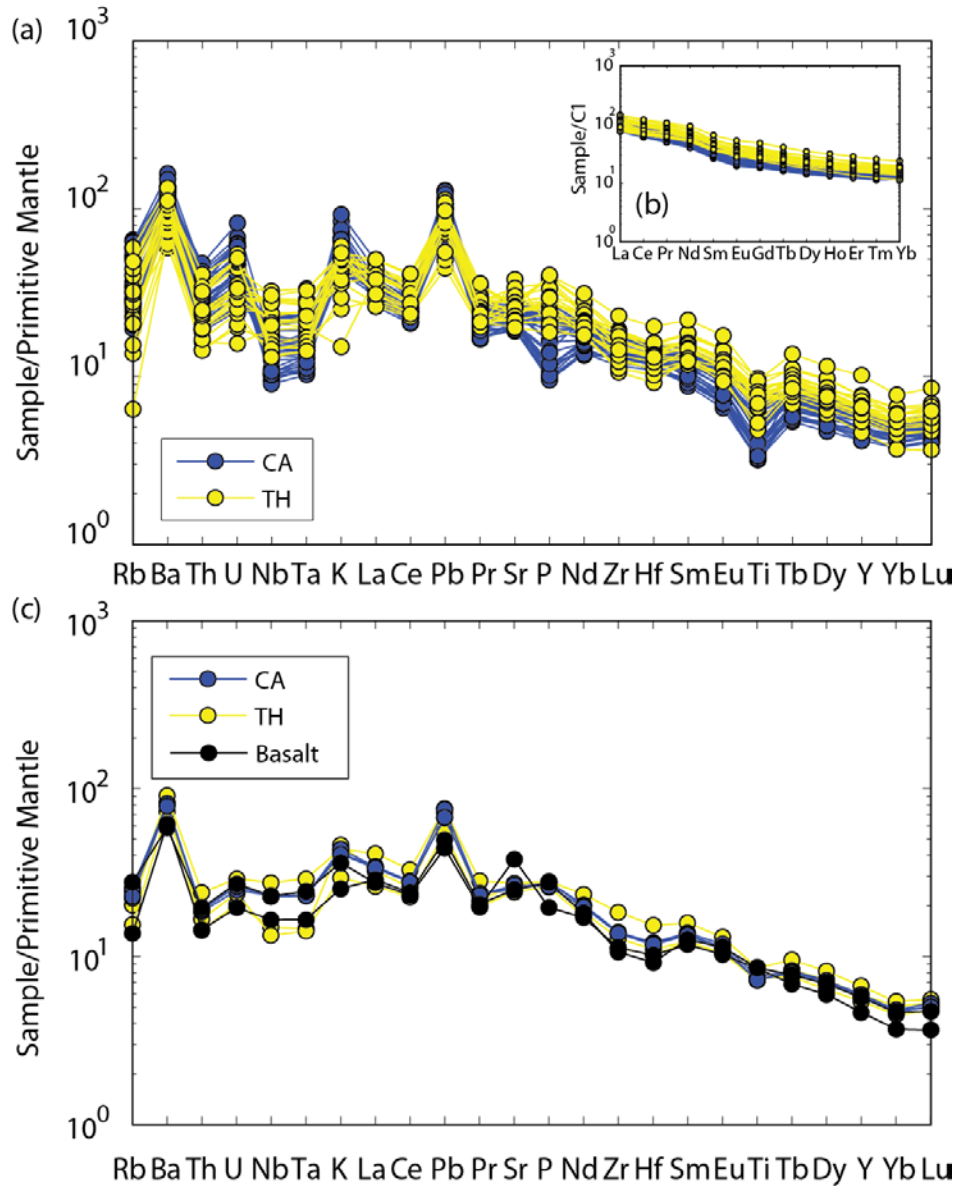 (a)
10³
10²
10¹
10⁰
Sample/Primitive Mantle
CA
TH
Rb Ba Th U Nb Ta K La Ce Pb Pr Sr P Nd Zr Hf Sm Eu Ti Tb Dy Y Yb Lu
10³
10²
10¹
10⁰
Sample/C1
(b)
La Ce Pr Nd Sm Eu Gd Tb Dy Ho Er Tm Yb
(c)
10³
10²
10¹
10⁰
Sample/Primitive Mantle
CA
TH
Basalt
Rb Ba Th U Nb Ta K La Ce Pb Pr Sr P Nd Zr Hf Sm Eu Ti Tb Dy Y Yb Lu